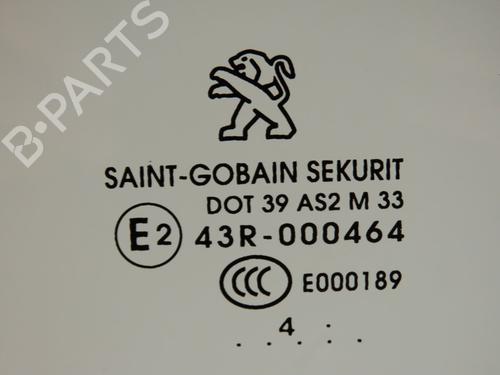 B-PARTS
SAINT-GOBAIN SEKURIT
DOT 39 AS2 M 33
E2 43R-000464
CCC E000189
. . 4 . : .